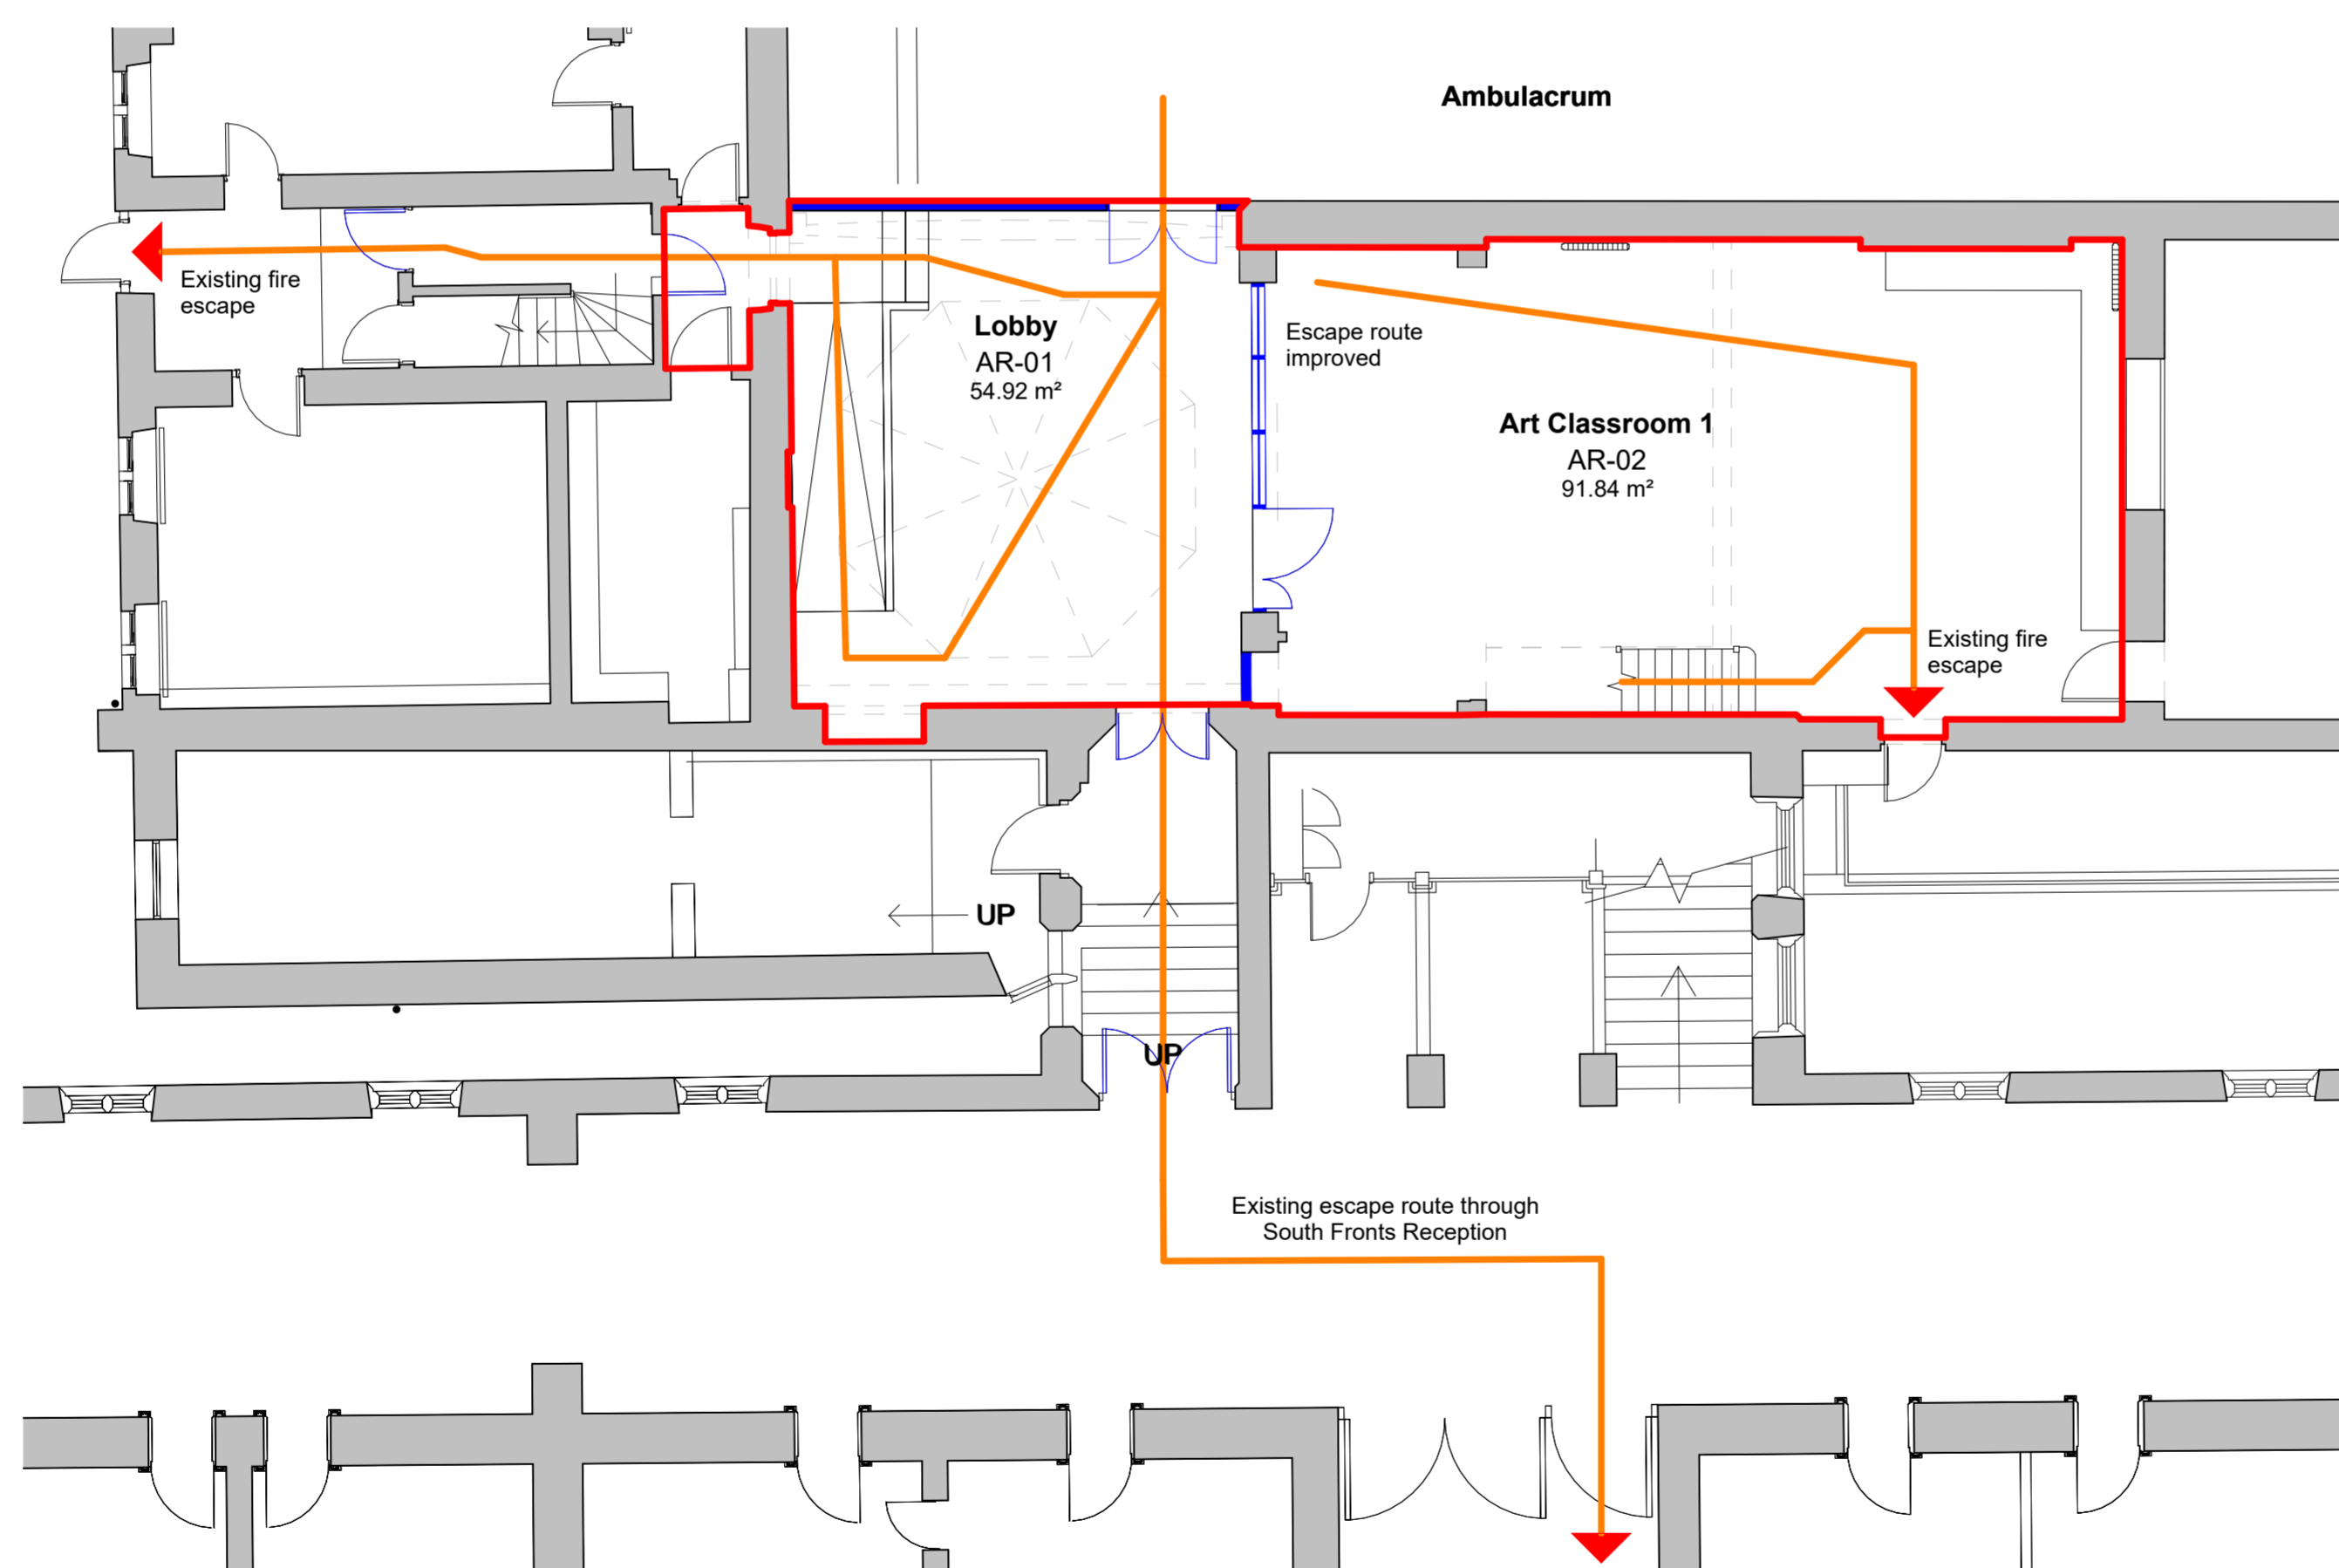 Ambulacrum
Existing fire
escape
Lobby
AR-01
54.92 m²
Escape route
improved
Art Classroom 1
AR-02
91.84 m²
Existing fire
escape
UP
UP
Existing escape route through
South Fronts Reception